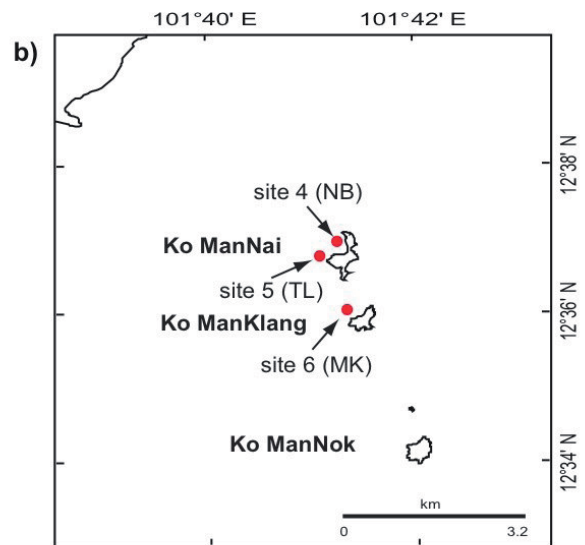 101°40' E
101°42' E
b)
12°38' N
site 4 (NB)
Ko ManNai
site 5 (TL)
12°36' N
Ko ManKlang
site 6 (MK)
Ko ManNok
12°34' N
km
0
3.2